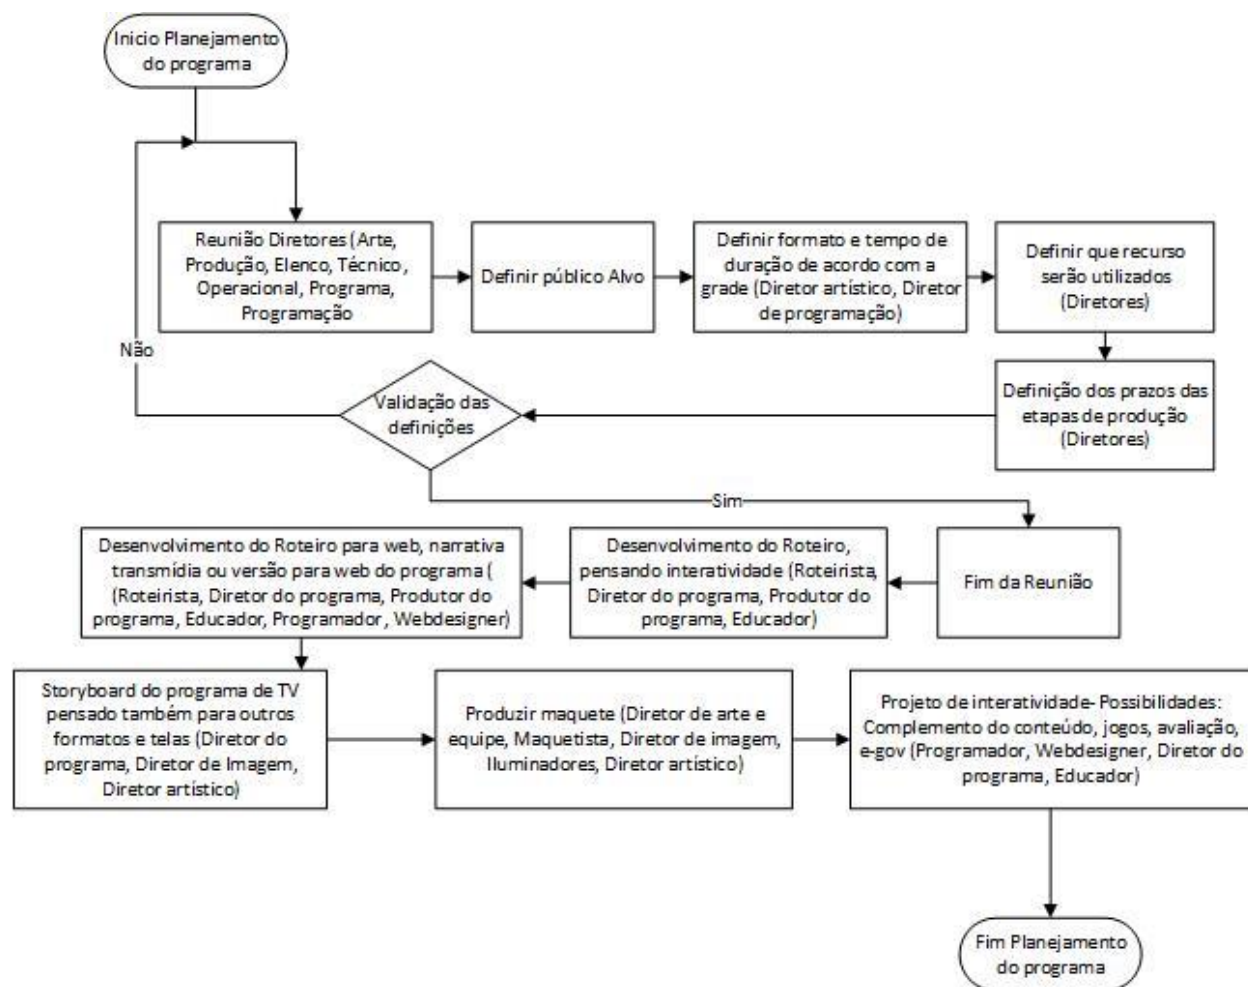 Inicio Planejamento
do programa
Reunião Diretores (Arte,
Produção, Elenco, Técnico,
Operacional, Programa,
Programação
Definir público Alvo
Definir formato e tempo de
duração de acordo com a
grade (Diretor artístico, Diretor
de programação)
Definir que recurso
serão utilizados
(Diretores)
Não
Validação das
definições
Definição dos prazos das
etapas de produção
(Diretores)
Sim
Desenvolvimento do Roteiro para web, narrativa
transmídia ou versão para web do programa (
(Roteirista, Diretor do programa, Produtor do
programa, Educador, Programador, Webdesigner)
Desenvolvimento do Roteiro,
pensando interatividade (Roteirista,
Diretor do programa, Produtor do
programa, Educador)
Fim da Reunião
Storyboard do programa de TV
pensado também para outros
formatos e telas (Diretor do
programa, Diretor de Imagem,
Diretor artístico)
Produzir maquete (Diretor de arte e
equipe, Maquetista, Diretor de imagem,
Iluminadores, Diretor artístico)
Projeto de interatividade- Possibilidades:
Complemento do conteúdo, jogos, avaliação,
e-gov (Programador, Webdesigner, Diretor do
programa, Educador)
Fim Planejamento
do programa